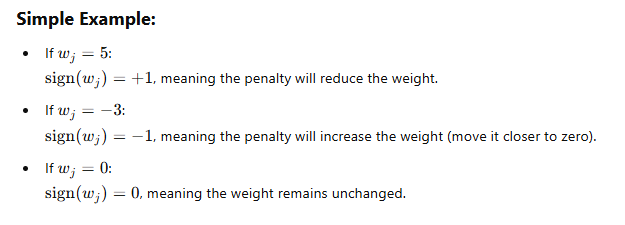 Simple Example:
• If w_j = 5:
sign(w_j) = +1, meaning the penalty will reduce the weight.
• If w_j = −3:
sign(w_j) = −1, meaning the penalty will increase the weight (move it closer to zero).
• If w_j = 0:
sign(w_j) = 0, meaning the weight remains unchanged.